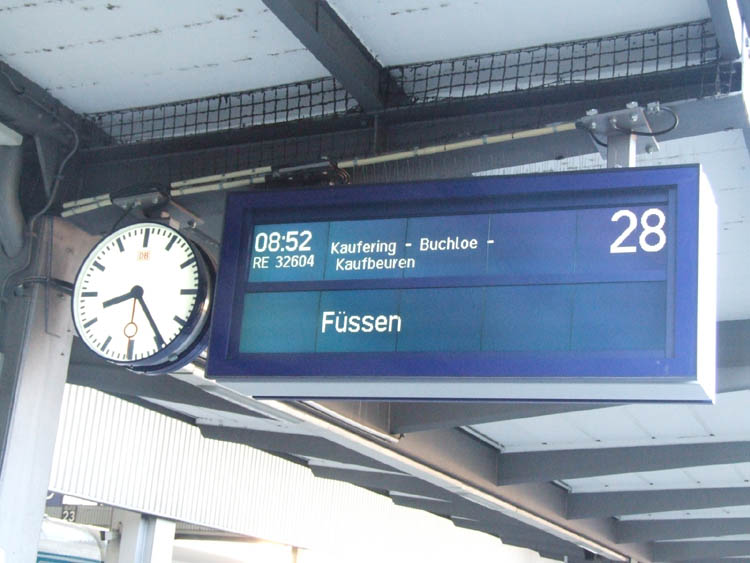 08:52
RE 32604
Kaufering - Buchloe -
Kaufbeuren
28
Füssen
DB
23